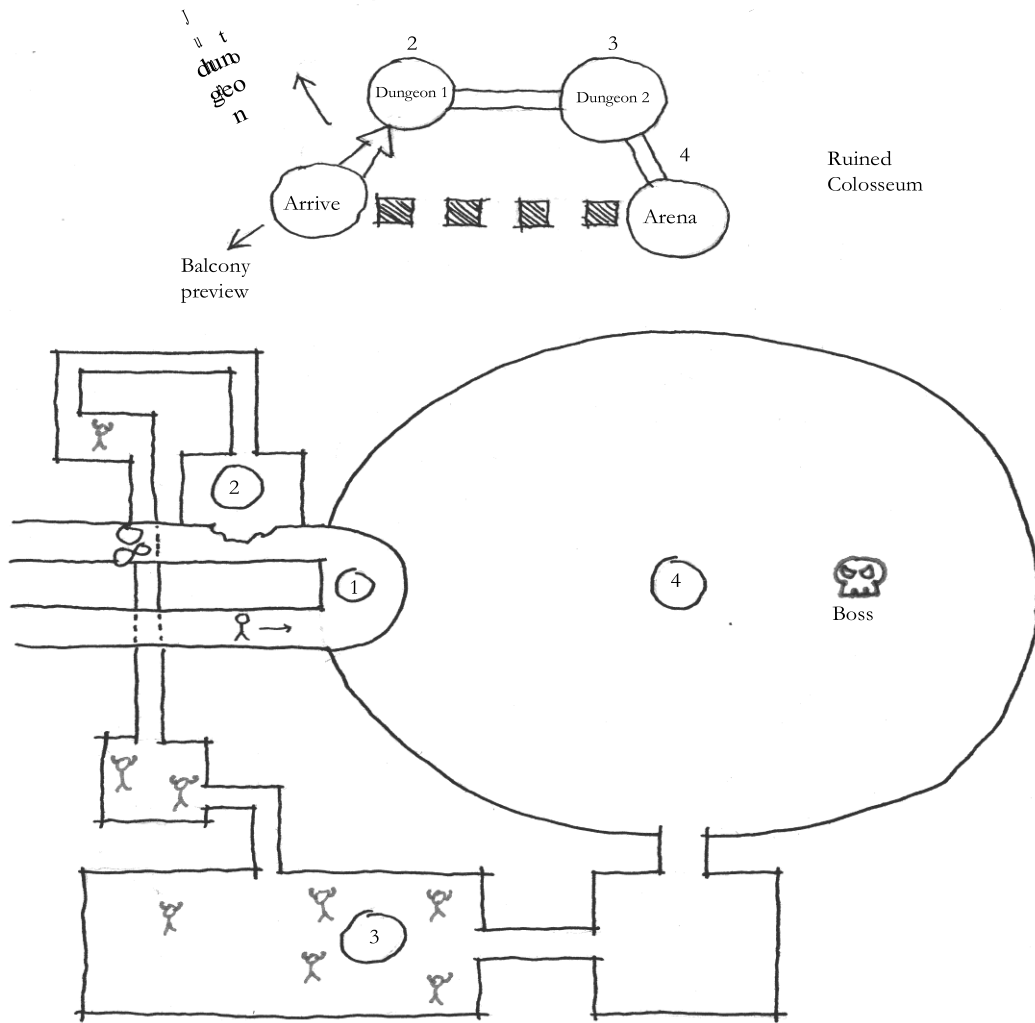 2
3
Dungeon 1
Dungeon 2
4
Ruined
Colosseum
Arrive
Arena
Balcony
preview
2
1
4
Boss
3